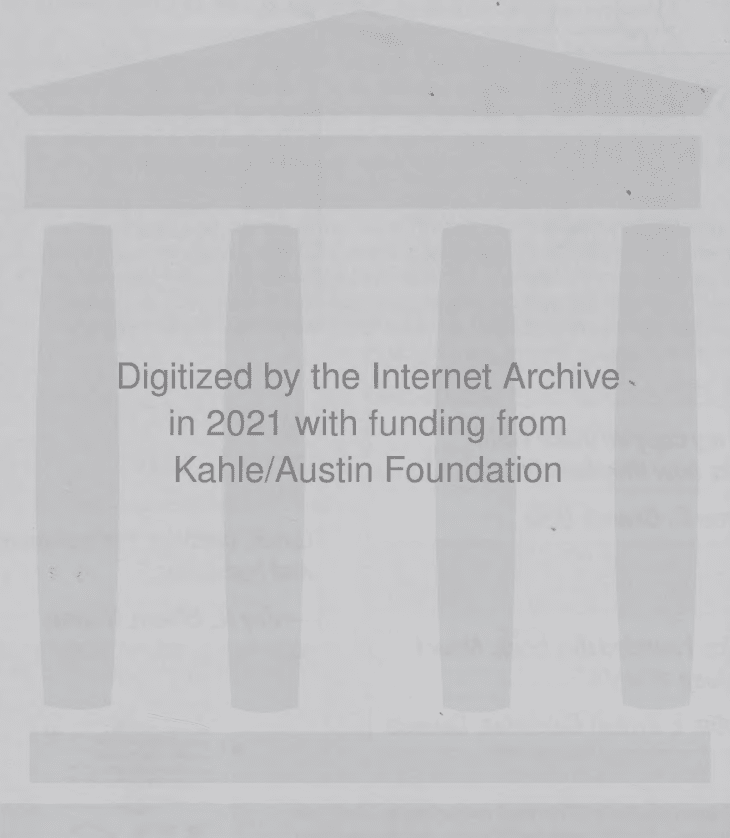 Digitized by the Internet Archive
in 2021 with funding from
Kahle/Austin Foundation